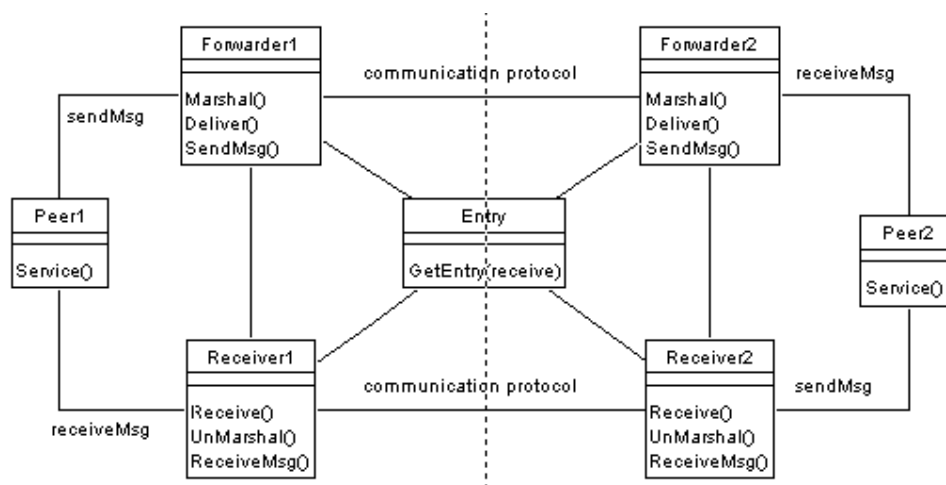 Forwarder1
Marshal()
Deliver()
SendMsg()
communication protocol
Forwarder2
Marshal()
Deliver()
SendMsg()
receiveMsg
sendMsg
Peer1
Service()
Entry
GetEntry(receive)
Peer2
Service()
Receiver1
Receive()
UnMarshal()
ReceiveMsg()
communication protocol
Receiver2
Receive()
UnMarshal()
ReceiveMsg()
sendMsg
receiveMsg